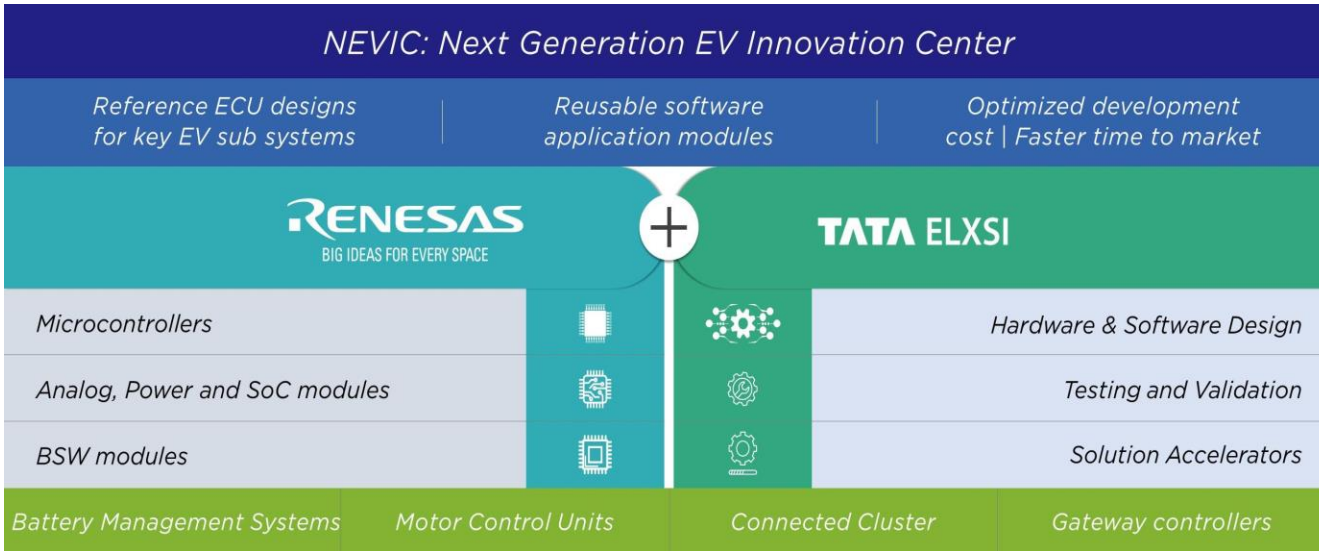 NEVIC: Next Generation EV Innovation Center
Reference ECU designs
for key EV sub systems
Reusable software
application modules
Optimized development
cost | Faster time to market
RENESAS
BIG IDEAS FOR EVERY SPACE
+
TATA ELXSI
Microcontrollers
Hardware & Software Design
Analog, Power and SoC modules
Testing and Validation
BSW modules
Solution Accelerators
Battery Management Systems
Motor Control Units
Connected Cluster
Gateway controllers